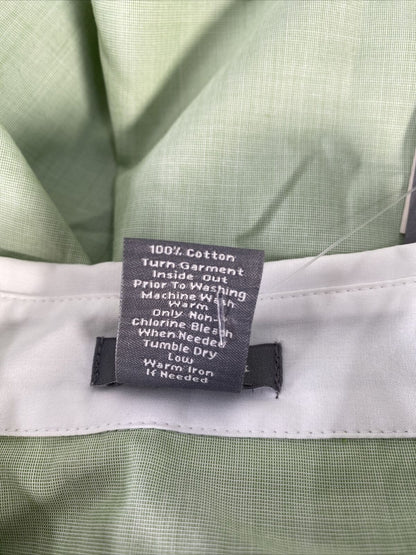 100% Cotton
Turn Garment
Inside Out
Prior To Washing
Machine Wash
Warm
Only Non-
Chlorine Bleach
When Needed
Tumble Dry
Low
Warm Iron
If Needed